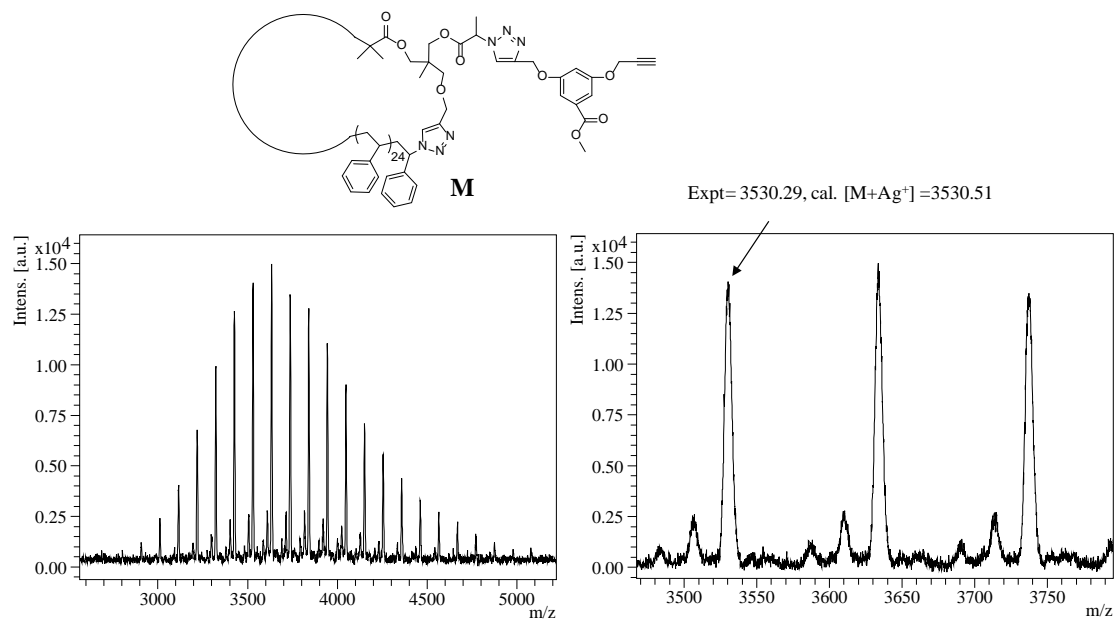 O
O
O
O
N
N
N
O
O
O
O
O
O
N
N
N
24
M
Expt= 3530.29, cal. [M+Ag⁺] =3530.51
x10⁴
1.50
1.25
1.00
0.75
0.50
0.25
0.00
Intens. [a.u.]
3000 3500 4000 4500 5000
m/z
x10⁴
1.50
1.25
1.00
0.75
0.50
0.25
0.00
Intens. [a.u.]
3500 3550 3600 3650 3700 3750
m/z